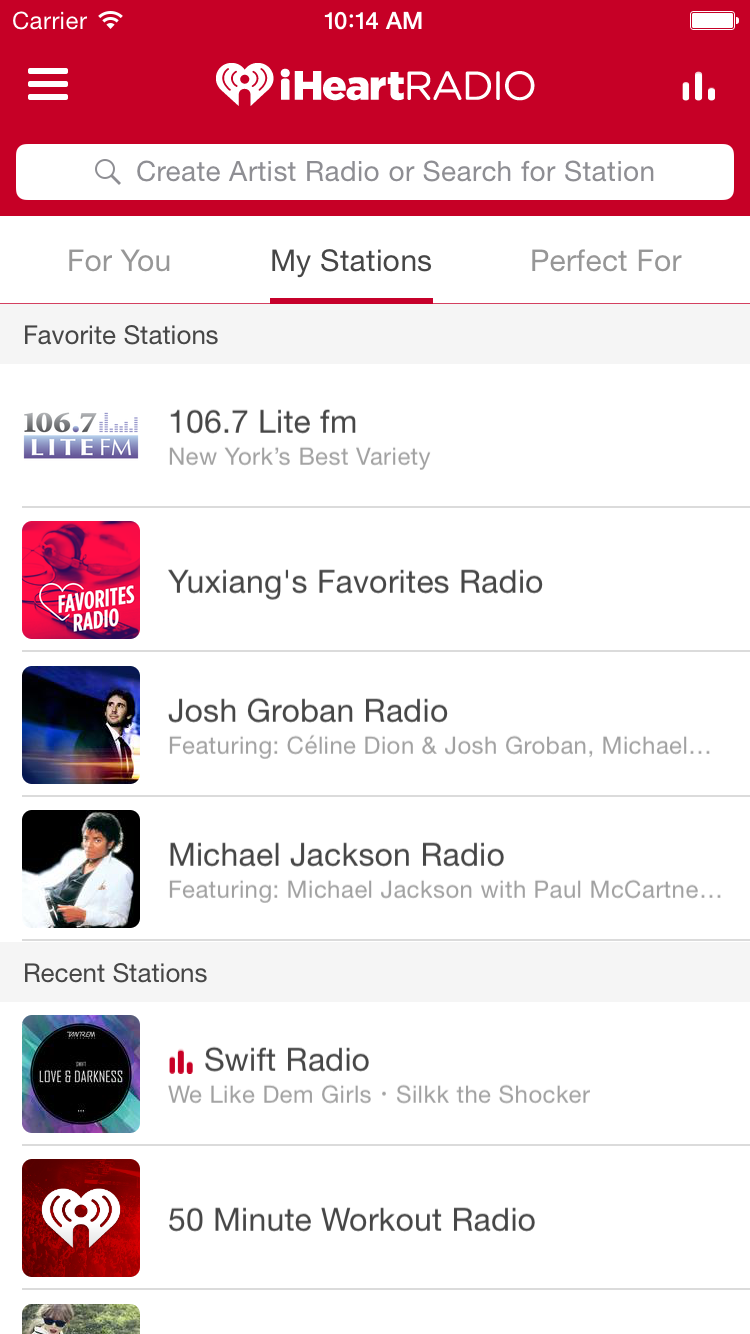 Carrier 10:14 AM
iHeartRADIO
Create Artist Radio or Search for Station
For You My Stations Perfect For
Favorite Stations
106.7
LITE FM
106.7 Lite fm
New York’s Best Variety
FAVORITES
RADIO
Yuxiang's Favorites Radio
Josh Groban Radio
Featuring: Céline Dion & Josh Groban, Michael…
Michael Jackson Radio
Featuring: Michael Jackson with Paul McCartne…
Recent Stations
TANTRUM
SWIFT
LOVE & DARKNESS
Swift Radio
We Like Dem Girls · Silkk the Shocker
50 Minute Workout Radio